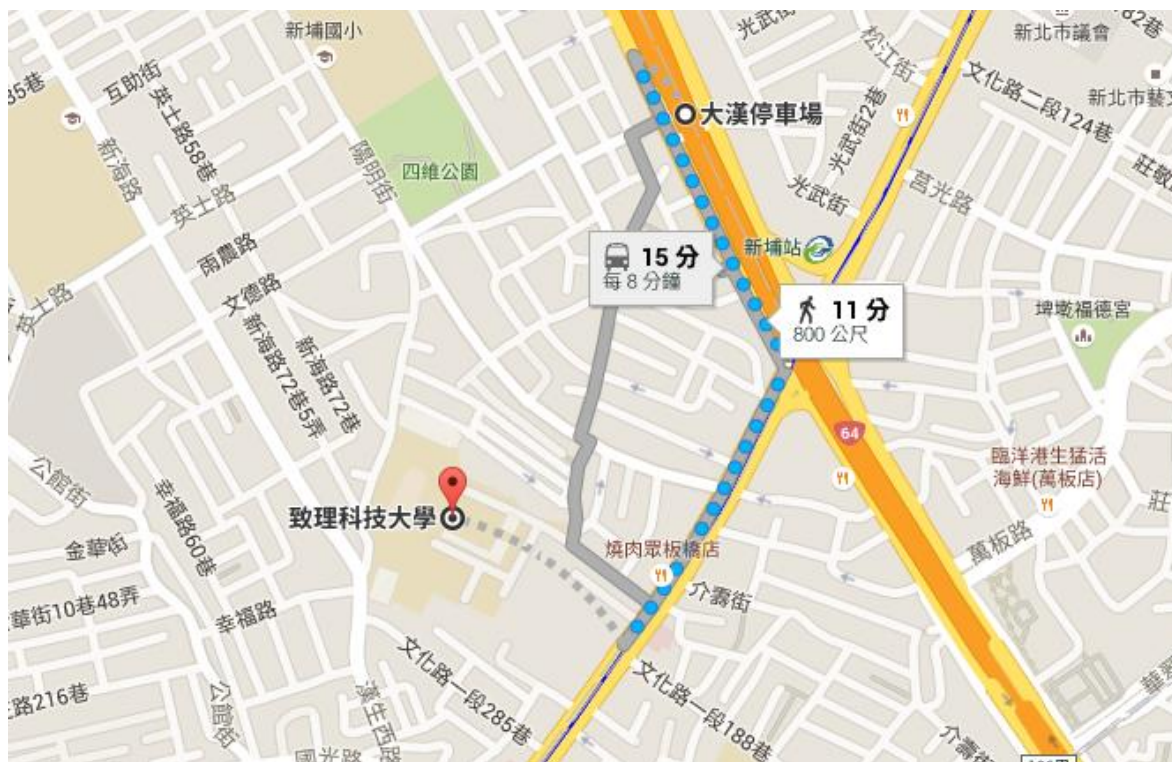 新埔國小
光武街
松江街
新北市議會
82巷
35巷
互助街
英士路58巷
新海路
陽明街
大漢停車場
光武街2巷
文化路二段124巷
新北市藝文
四維公園
光武街
莒光路
莊敬
英士路
雨農路
15 分
每 8 分鐘
新埔站
文德路
英士路
11 分
800 公尺
埤墩福德宮
新海路72巷5弄
新海路72巷
64
公館街
幸福路60巷
致理科技大學
臨洋港生猛活
海鮮(萬板店)
莊
金華街
燒肉眾板橋店
萬板路
華街10巷48弄
幸福路
介壽街
文化路一段285巷
文化路一段188巷
路216巷
公館街
漢生西路
國光路
介壽街